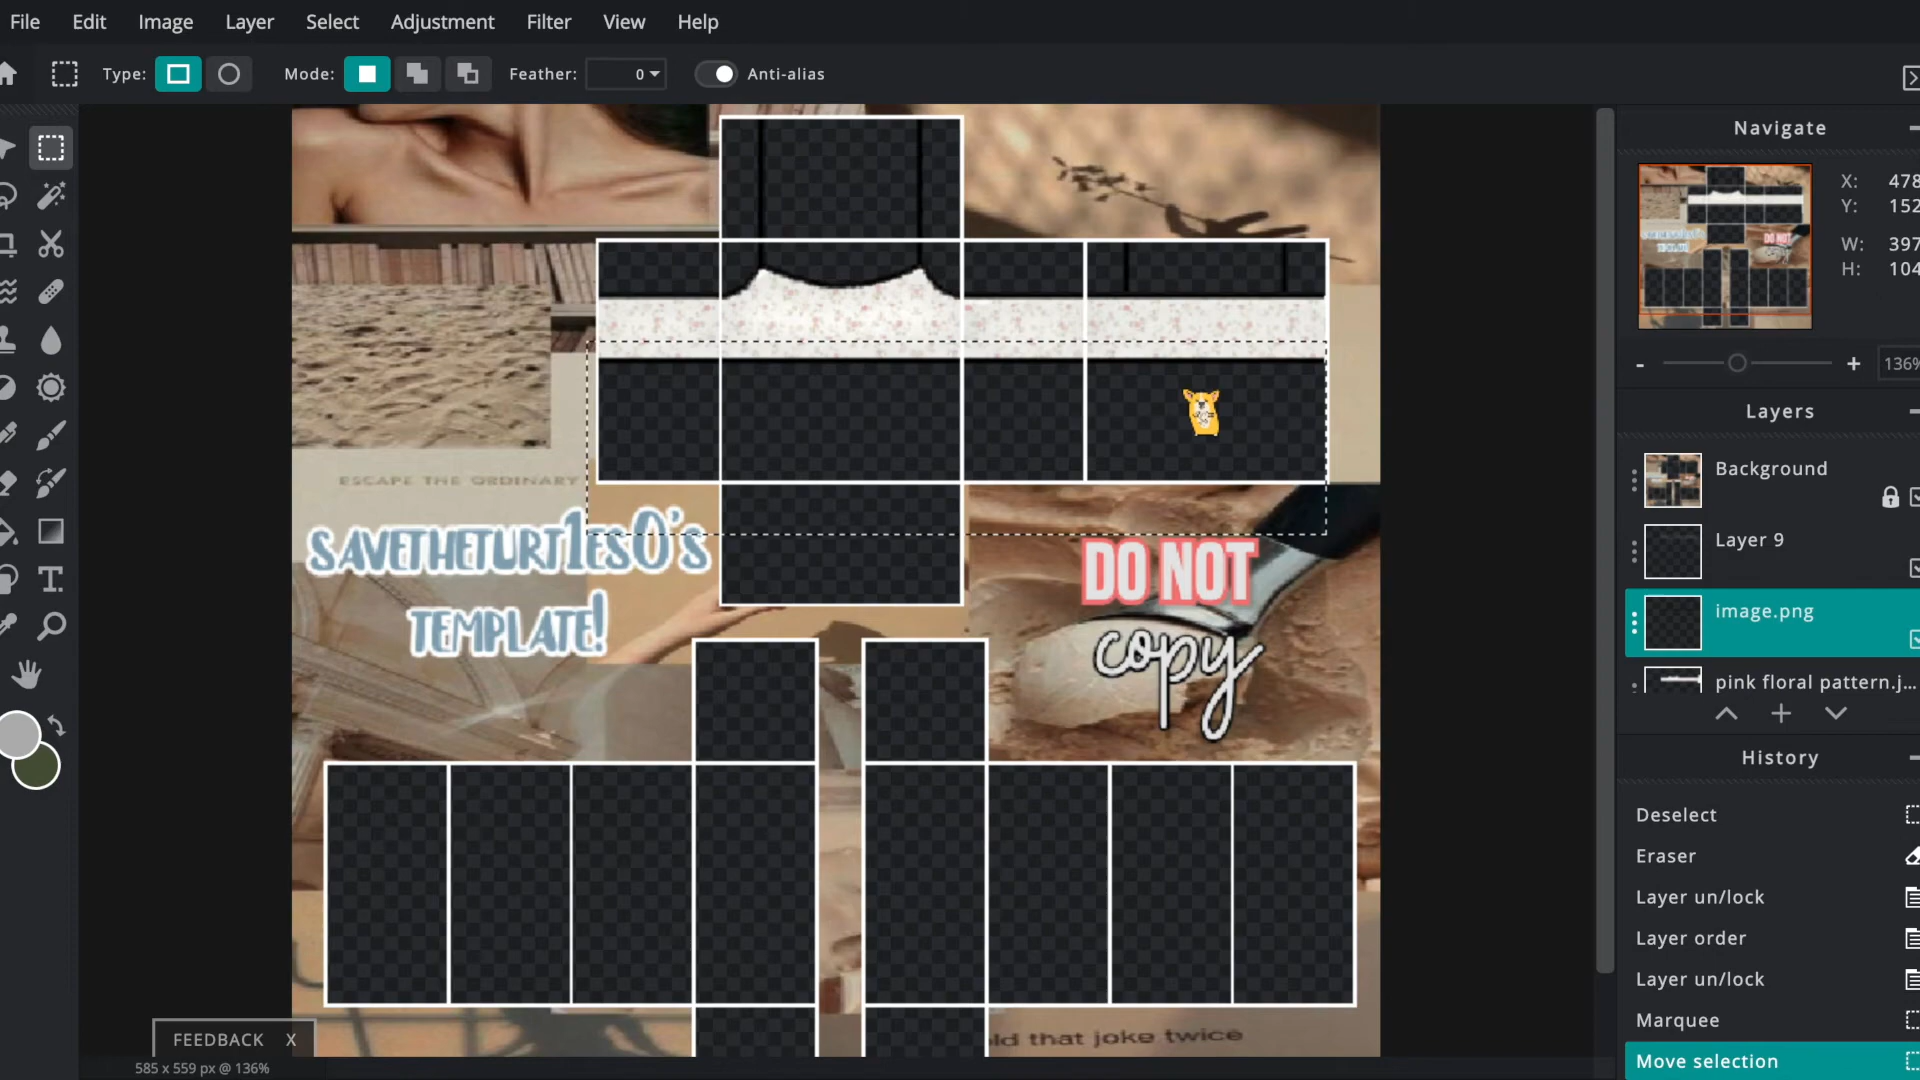 File Edit Image Layer Select Adjustment Filter View Help
Type: Mode: Feather: 0 Anti-alias
Navigate
X: 478
Y: 152
W: 397
H: 104
- + 136%
Layers
Background
Layer 9
image.png
pink floral pattern.j...
History
Deselect
Eraser
Layer un/lock
Layer order
Layer un/lock
Marquee
Move selection
ESCAPE THE ORDINARY
SAVETHETURT1ES0'S
TEMPLATE!
DO NOT
copy
ld that joke twice
FEEDBACK X
585 x 559 px @ 136%